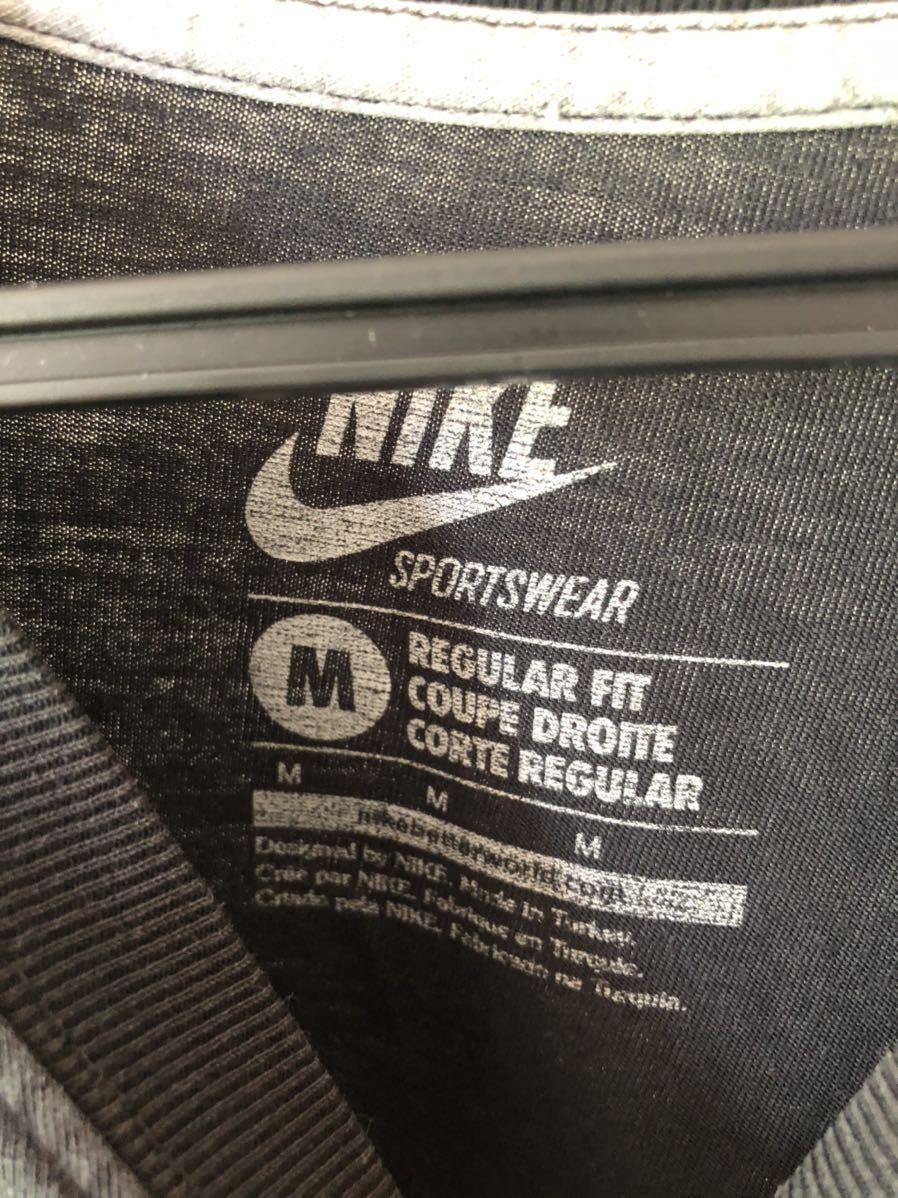 NIKE
SPORTSWEAR
M
REGULAR FIT
COUPE DROITE
CORTE REGULAR
M
M
M
nikebetterworld.com
Designed by NIKE. Made in Turkey.
Créé par NIKE. Fabriqué en Turquie.
Criado pela NIKE. Fabricado na Turquia.